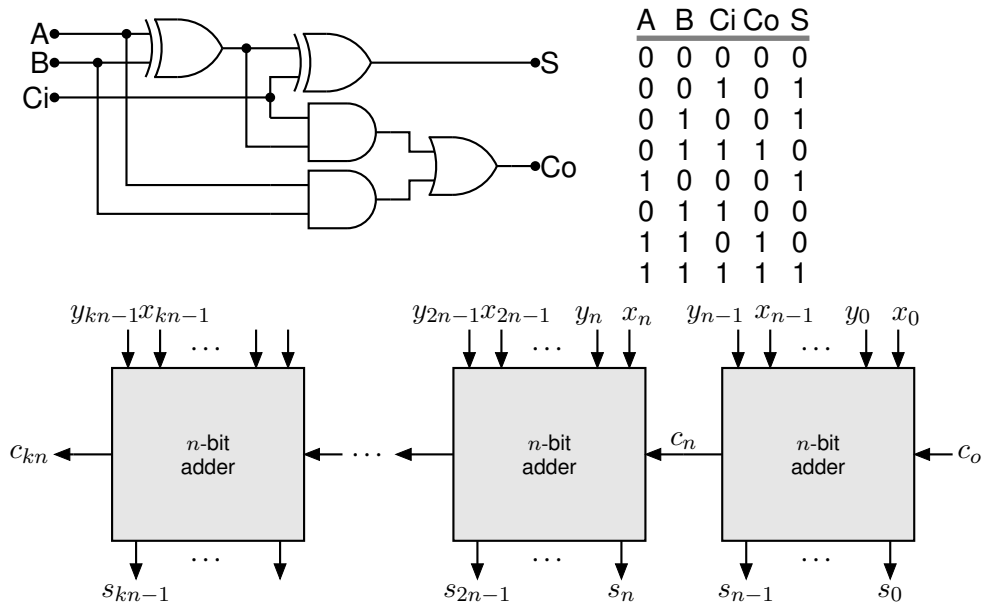 A
B
Ci
S
Co
A B Ci Co S
0 0 0 0 0
0 0 1 0 1
0 1 0 0 1
0 1 1 1 0
1 0 0 0 1
0 1 1 0 0
1 1 0 1 0
1 1 1 1 1
y_{kn−1} x_{kn−1} ... y_{2n−1} x_{2n−1} ... y_n x_n y_{n−1} x_{n−1} ... y_0 x_0
c_{kn} n-bit adder ... n-bit adder c_n n-bit adder c_o
s_{kn−1} ... s_{2n−1} ... s_n s_{n−1} ... s_0